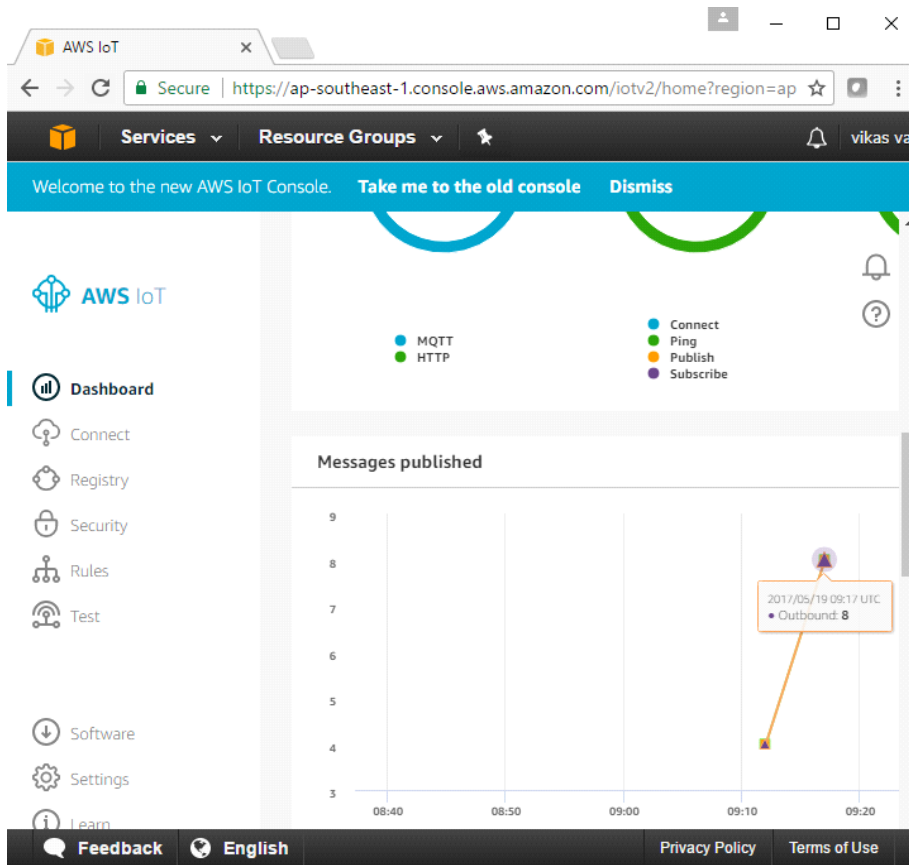 AWS IoT
Secure
https://ap-southeast-1.console.aws.amazon.com/iotv2/home?region=ap
Services
Resource Groups
vikas va
Welcome to the new AWS IoT Console.
Take me to the old console
Dismiss
AWS IoT
Dashboard
Connect
Registry
Security
Rules
Test
Software
Settings
Learn
MQTT
HTTP
Connect
Ping
Publish
Subscribe
Messages published
9
8
7
6
5
4
3
2017/05/19 09:17 UTC
Outbound: 8
08:40
08:50
09:00
09:10
09:20
Feedback
English
Privacy Policy
Terms of Use